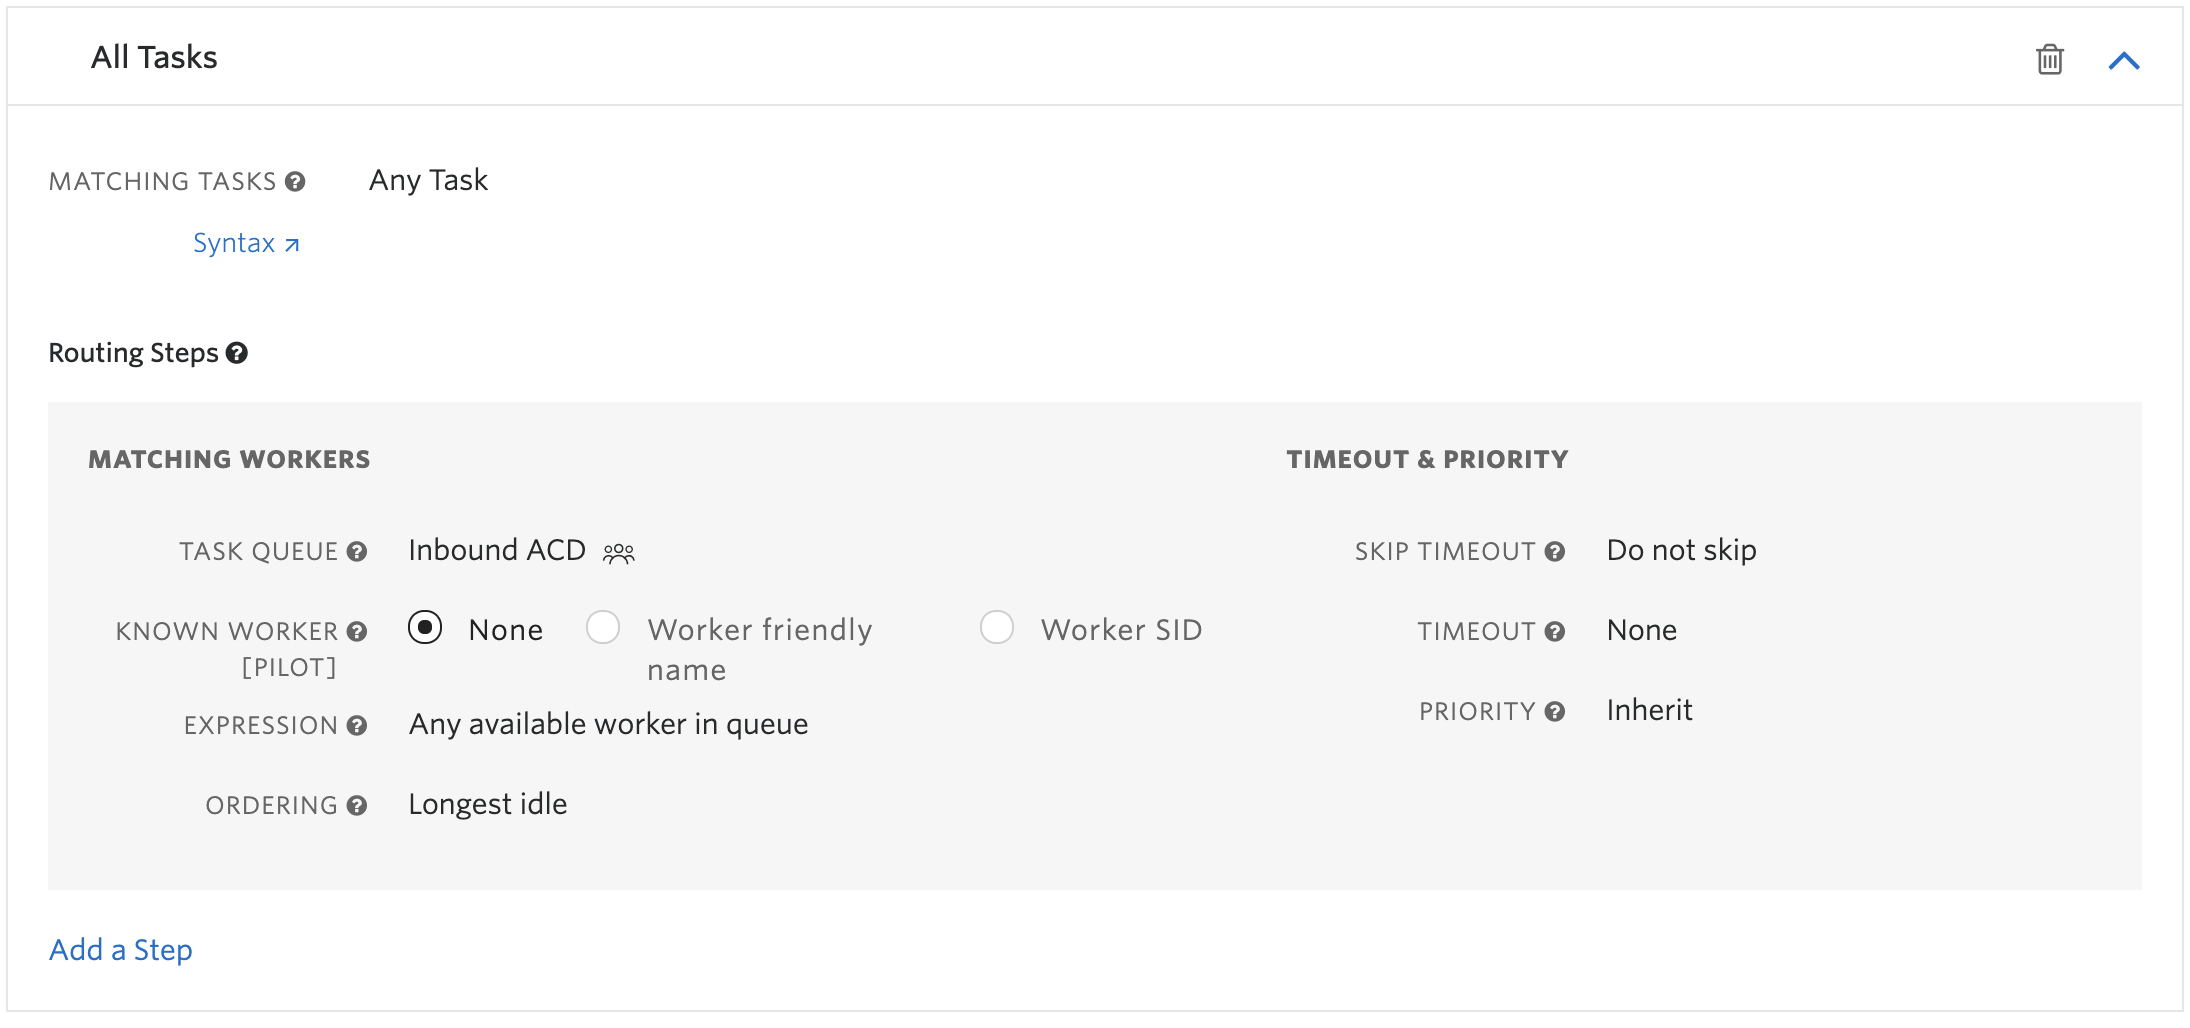 All Tasks
MATCHING TASKS ? Any Task
Syntax
Routing Steps ?
MATCHING WORKERS
TASK QUEUE ? Inbound ACD
KNOWN WORKER ? None Worker friendly Worker SID
[PILOT] name
EXPRESSION ? Any available worker in queue
ORDERING ? Longest idle
TIMEOUT & PRIORITY
SKIP TIMEOUT ? Do not skip
TIMEOUT ? None
PRIORITY ? Inherit
Add a Step